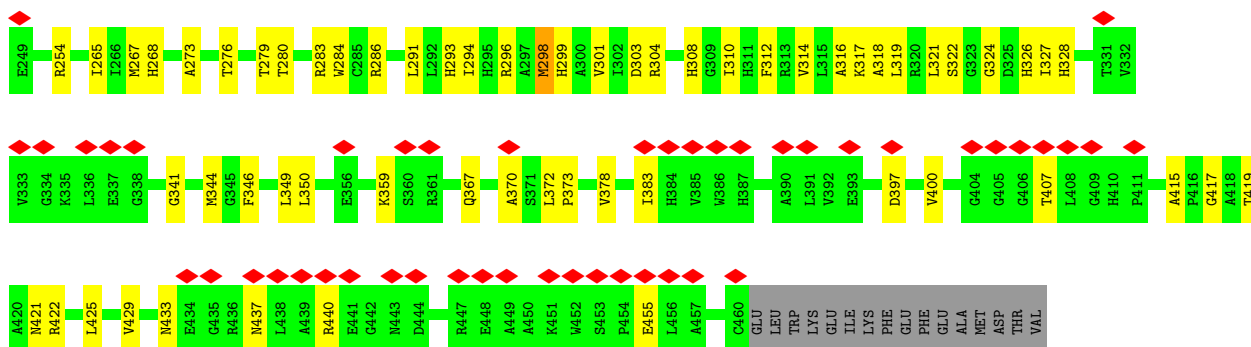 E249 R254 I265 I266 M267 H268 A273 T276 T279 T280 R283 W284 C285 R286 L291 L292 H293 I294 H295 R296 A297 M298 H299 A300 V301 I302 D303 R304 H308 G309 I310 H311 F312 R313 V314 L315 A316 K317 A318 L319 R320 L321 S322 G323 G324 D325 H326 I327 H328 T331 V332
V333 G334 K335 L336 E337 G338 G341 M344 G345 F346 L349 L350 E356 K359 S360 R361 Q367 A370 S371 L372 P373 V378 I383 H384 V385 W386 H387 A390 L391 V392 E393 D397 V400 G404 G405 G406 T407 L408 G409 H410 P411 A415 P416 G417 A418 T419
A420 N421 R422 L425 V429 N433 E434 G435 R436 N437 L438 A439 R440 E441 G442 N443 D444 R447 E448 A449 A450 K451 W452 S453 P454 E455 L456 A457 C460 GLU LEU TRP LYS GLU ILE LYS PHE GLU PHE GLU ALA MET ASP THR VAL